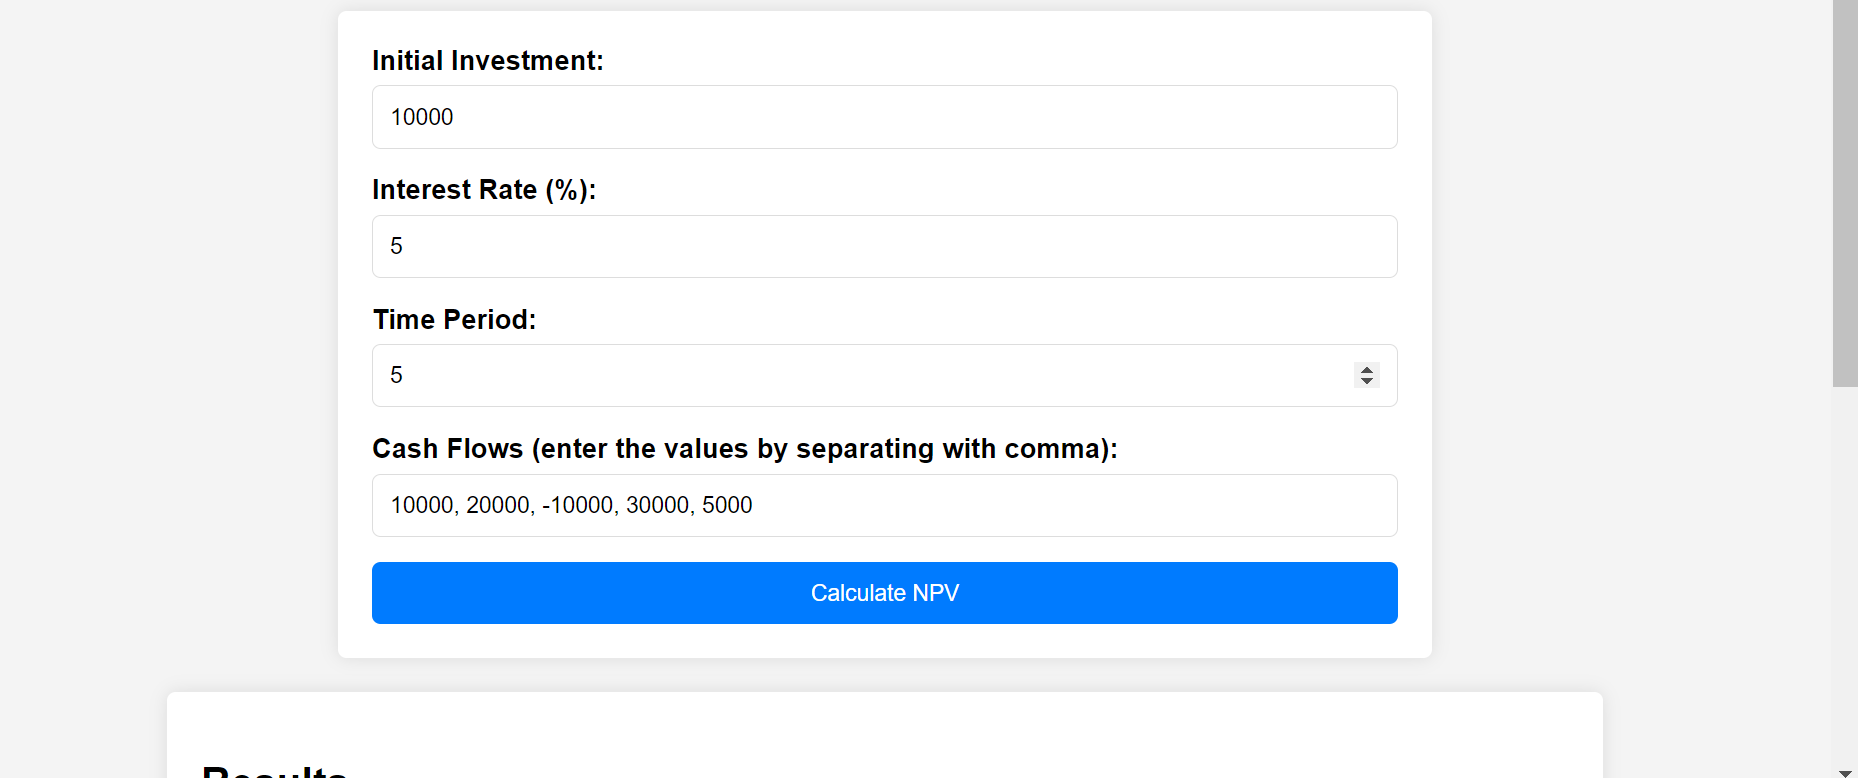 Initial Investment:
10000
Interest Rate (%):
5
Time Period:
5
Cash Flows (enter the values by separating with comma):
10000, 20000, -10000, 30000, 5000
Calculate NPV
Results